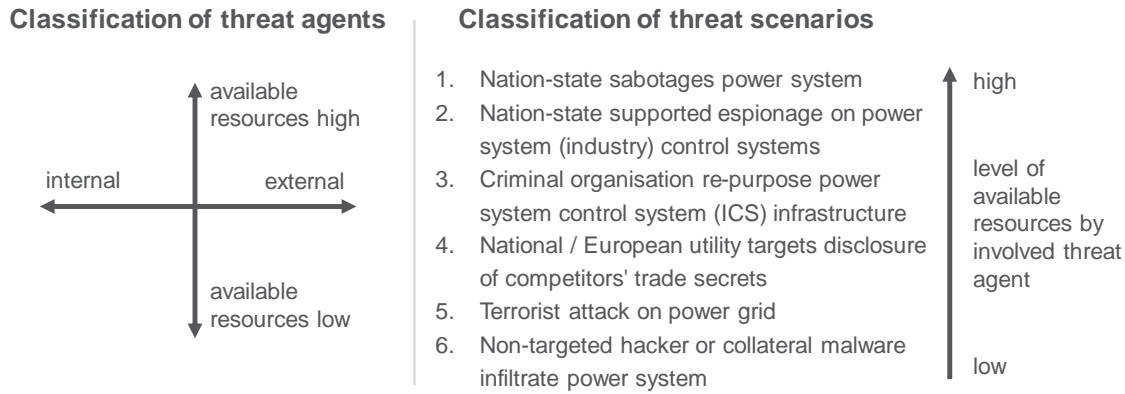 Classification of threat agents
available
resources high
internal
external
available
resources low
Classification of threat scenarios
1. Nation-state sabotages power system
2. Nation-state supported espionage on power
system (industry) control systems
3. Criminal organisation re-purpose power
system control system (ICS) infrastructure
4. National / European utility targets disclosure
of competitors' trade secrets
5. Terrorist attack on power grid
6. Non-targeted hacker or collateral malware
infiltrate power system
high
level of
available
resources by
involved threat
agent
low